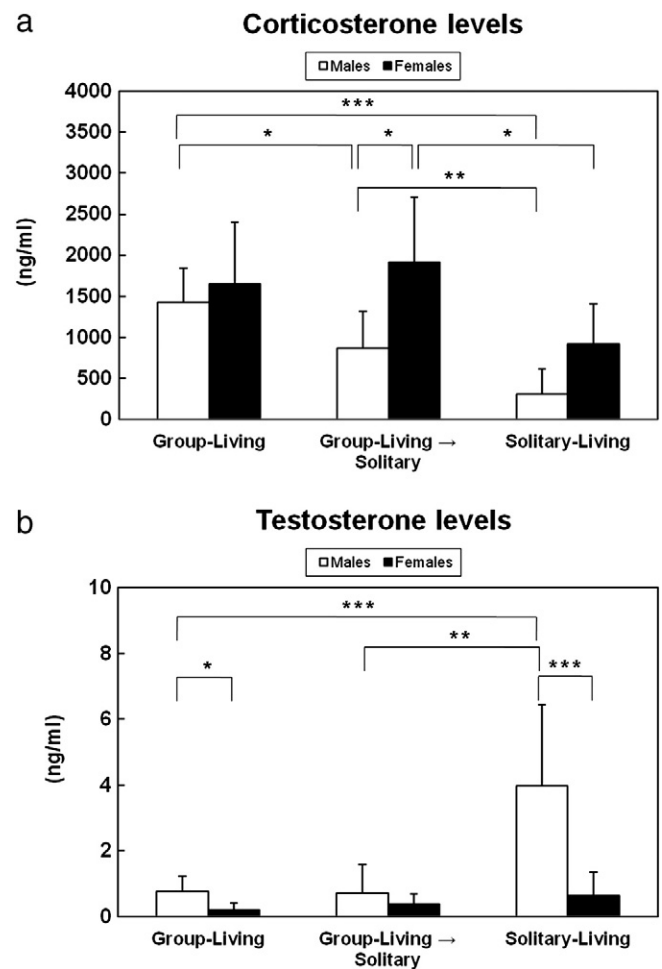 a
Corticosterone levels
Males Females
4000
3500
3000
2500
2000
1500
1000
500
0
(ng/ml)
***
* * *
**
Group-Living Group-Living → Solitary-Living
Solitary
b
Testosterone levels
Males Females
10
8
6
4
2
0
(ng/ml)
***
**
* ***
Group-Living Group-Living → Solitary-Living
Solitary